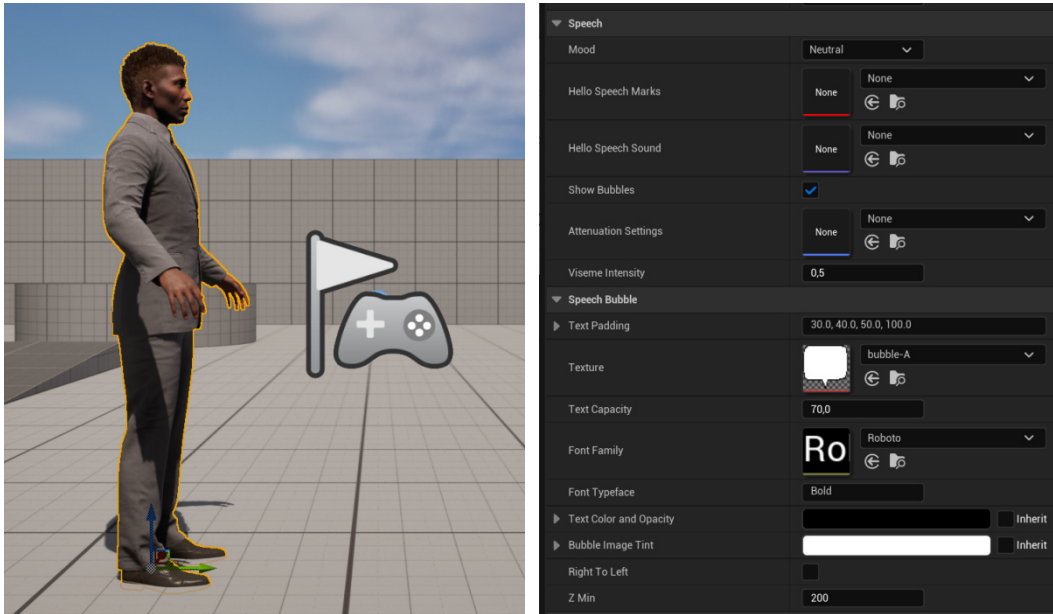 Speech
Mood
Neutral
Hello Speech Marks
None
None
Hello Speech Sound
None
None
Show Bubbles
Attenuation Settings
None
None
Viseme Intensity
0,5
Speech Bubble
Text Padding
30.0, 40.0, 50.0, 100.0
Texture
bubble-A
Text Capacity
70,0
Font Family
Ro
Roboto
Font Typeface
Bold
Text Color and Opacity
Inherit
Bubble Image Tint
Inherit
Right To Left
Z Min
200